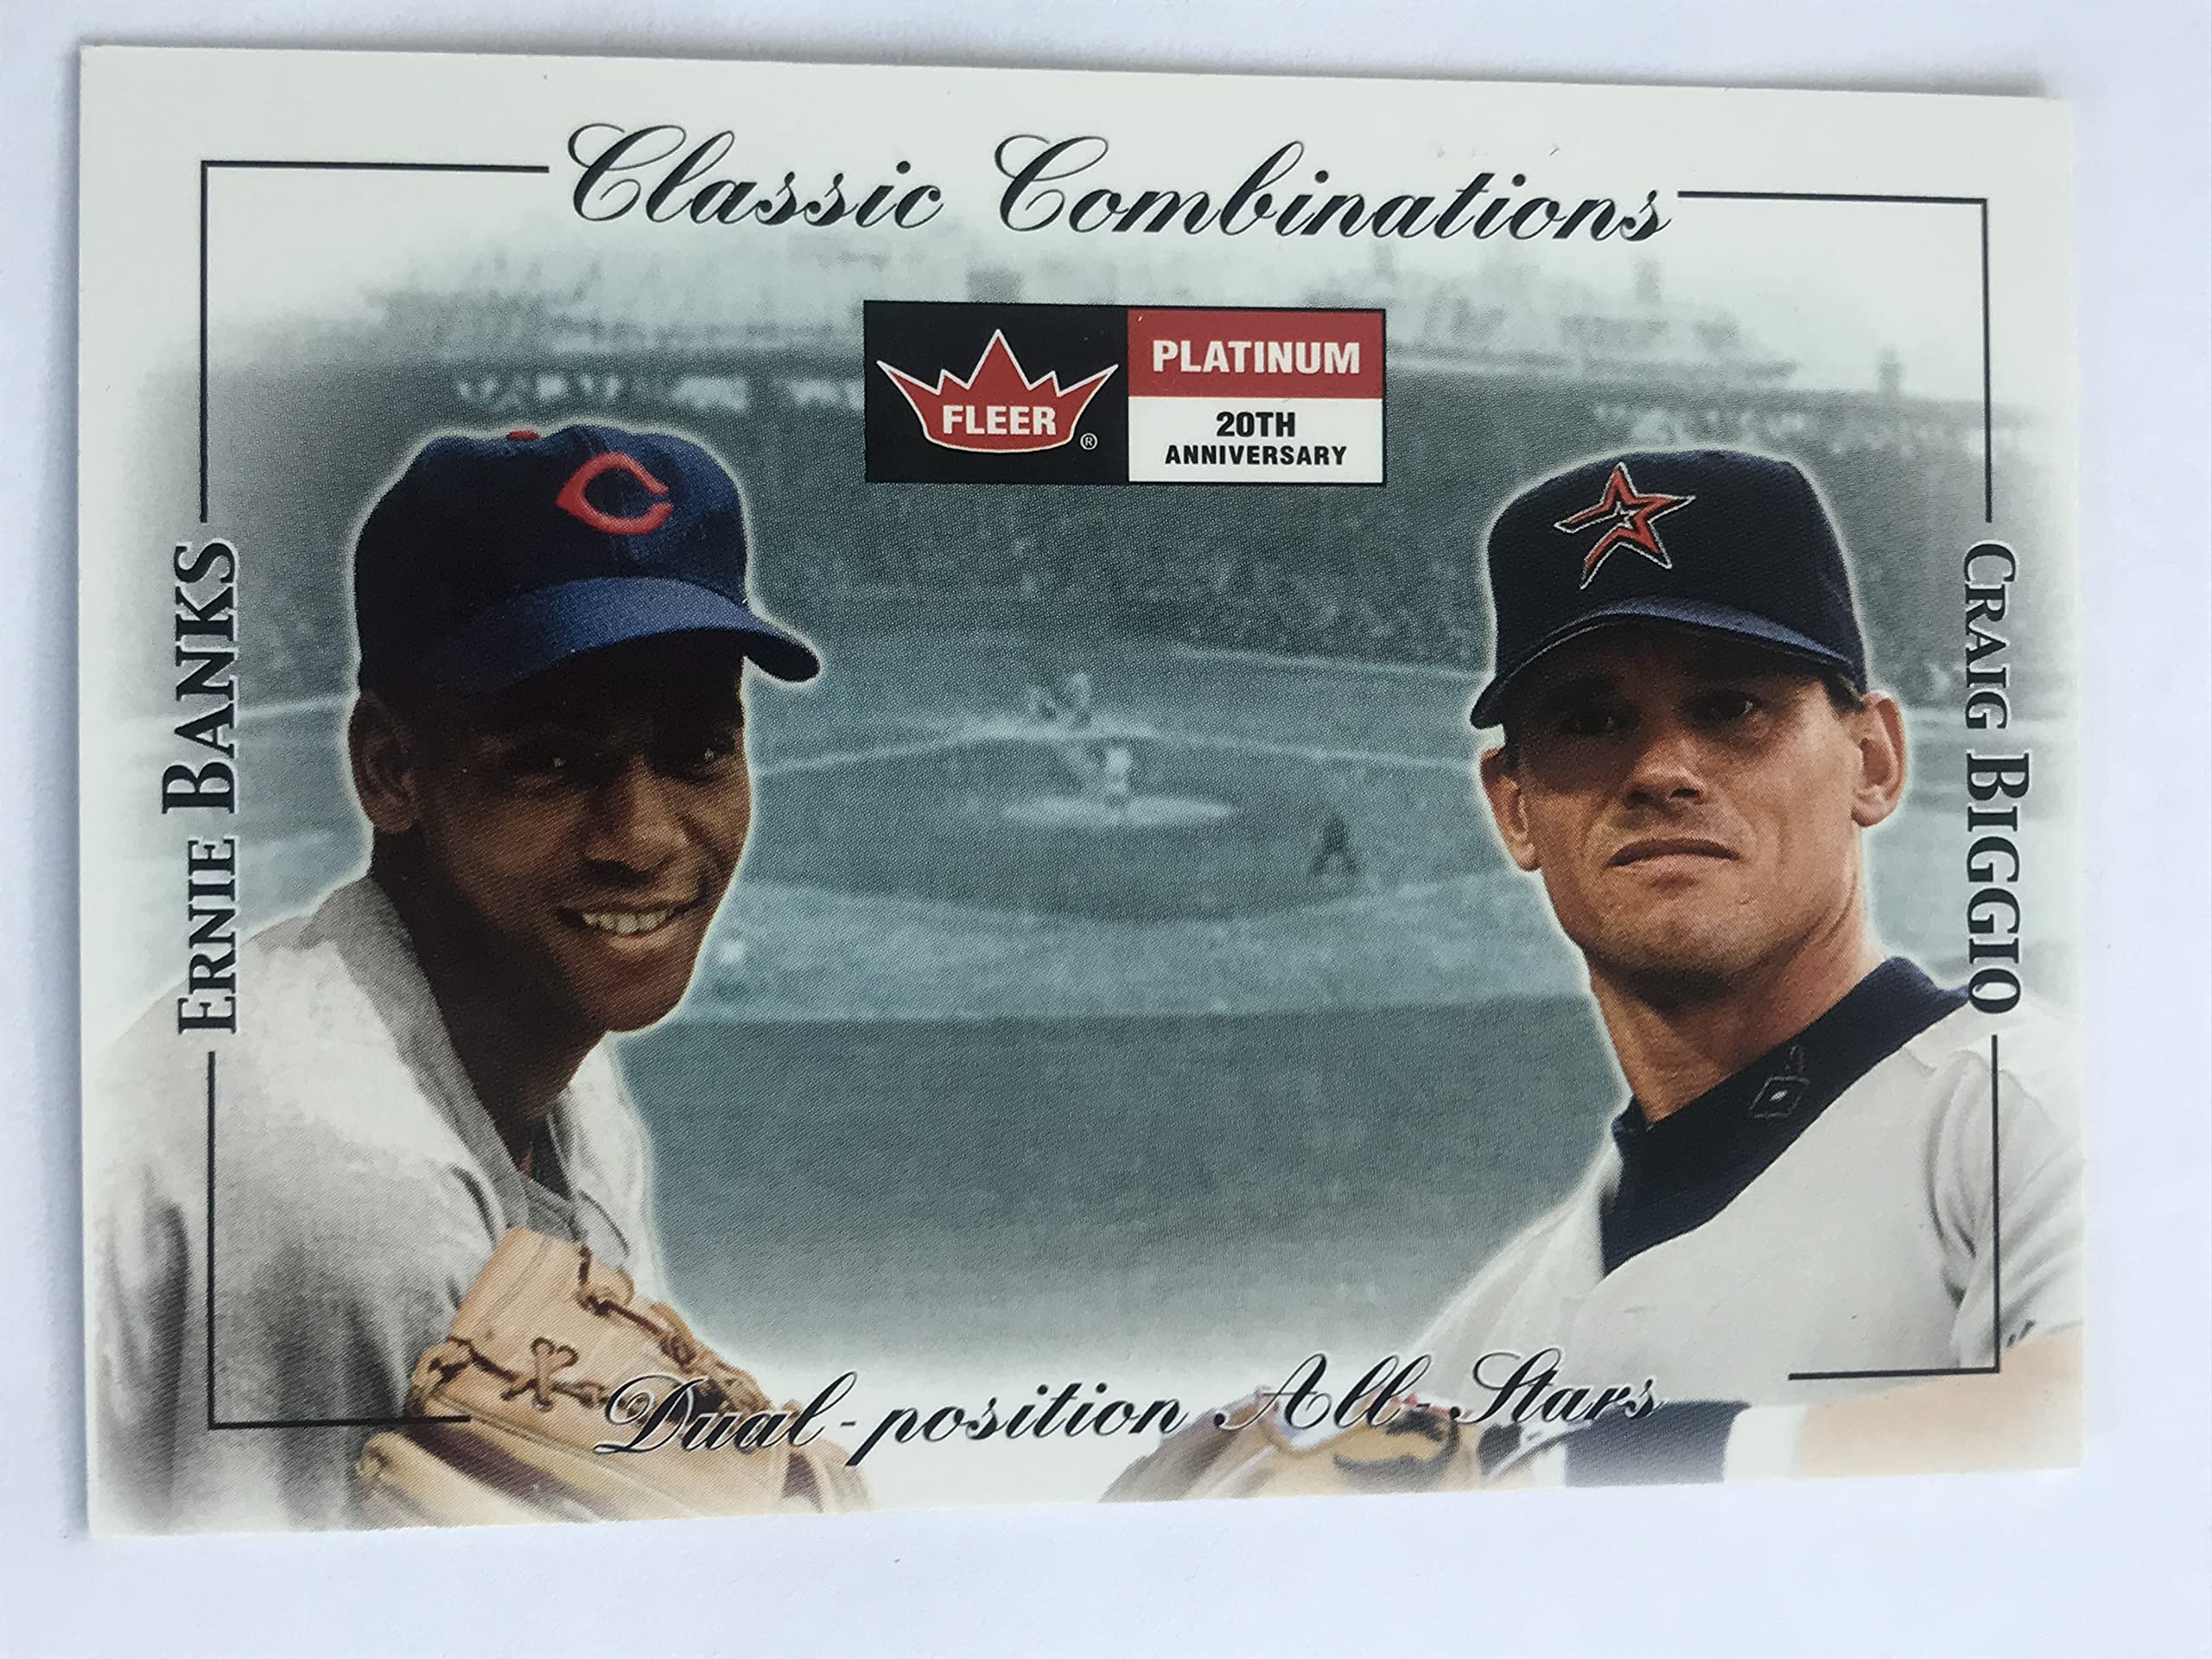 Classic Combinations
FLEER®
PLATINUM
20TH
ANNIVERSARY
C
ERNIE BANKS
CRAIG BIGGIO
Dual-position All-Stars